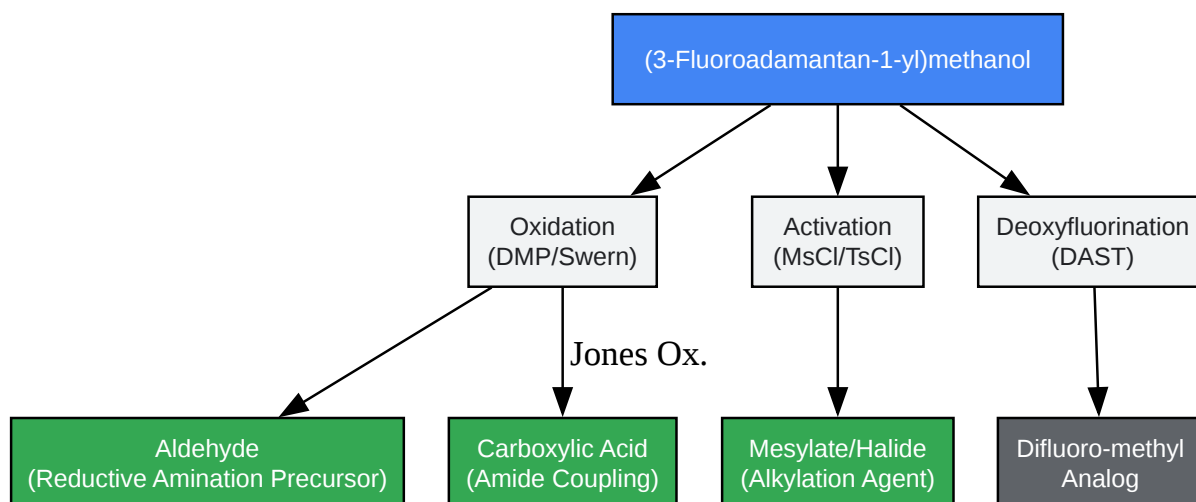 (3-Fluoroadamantan-1-yl)methanol
Oxidation
(DMP/Swern)
Activation
(MsCl/TsCl)
Deoxyfluorination
(DAST)
Jones Ox.
Aldehyde
(Reductive Amination Precursor)
Carboxylic Acid
(Amide Coupling)
Mesylate/Halide
(Alkylation Agent)
Difluoro-methyl
Analog